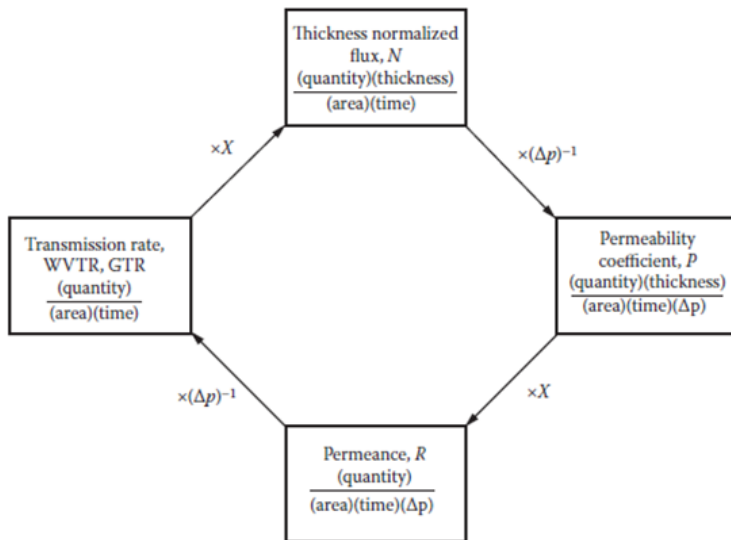 Thickness normalized
flux, N
(quantity)(thickness)
(area)(time)
×X
×(Δp)⁻¹
Transmission rate,
WVTR, GTR
(quantity)
(area)(time)
Permeability
coefficient, P
(quantity)(thickness)
(area)(time)(Δp)
×(Δp)⁻¹
×X
Permeance, R
(quantity)
(area)(time)(Δp)